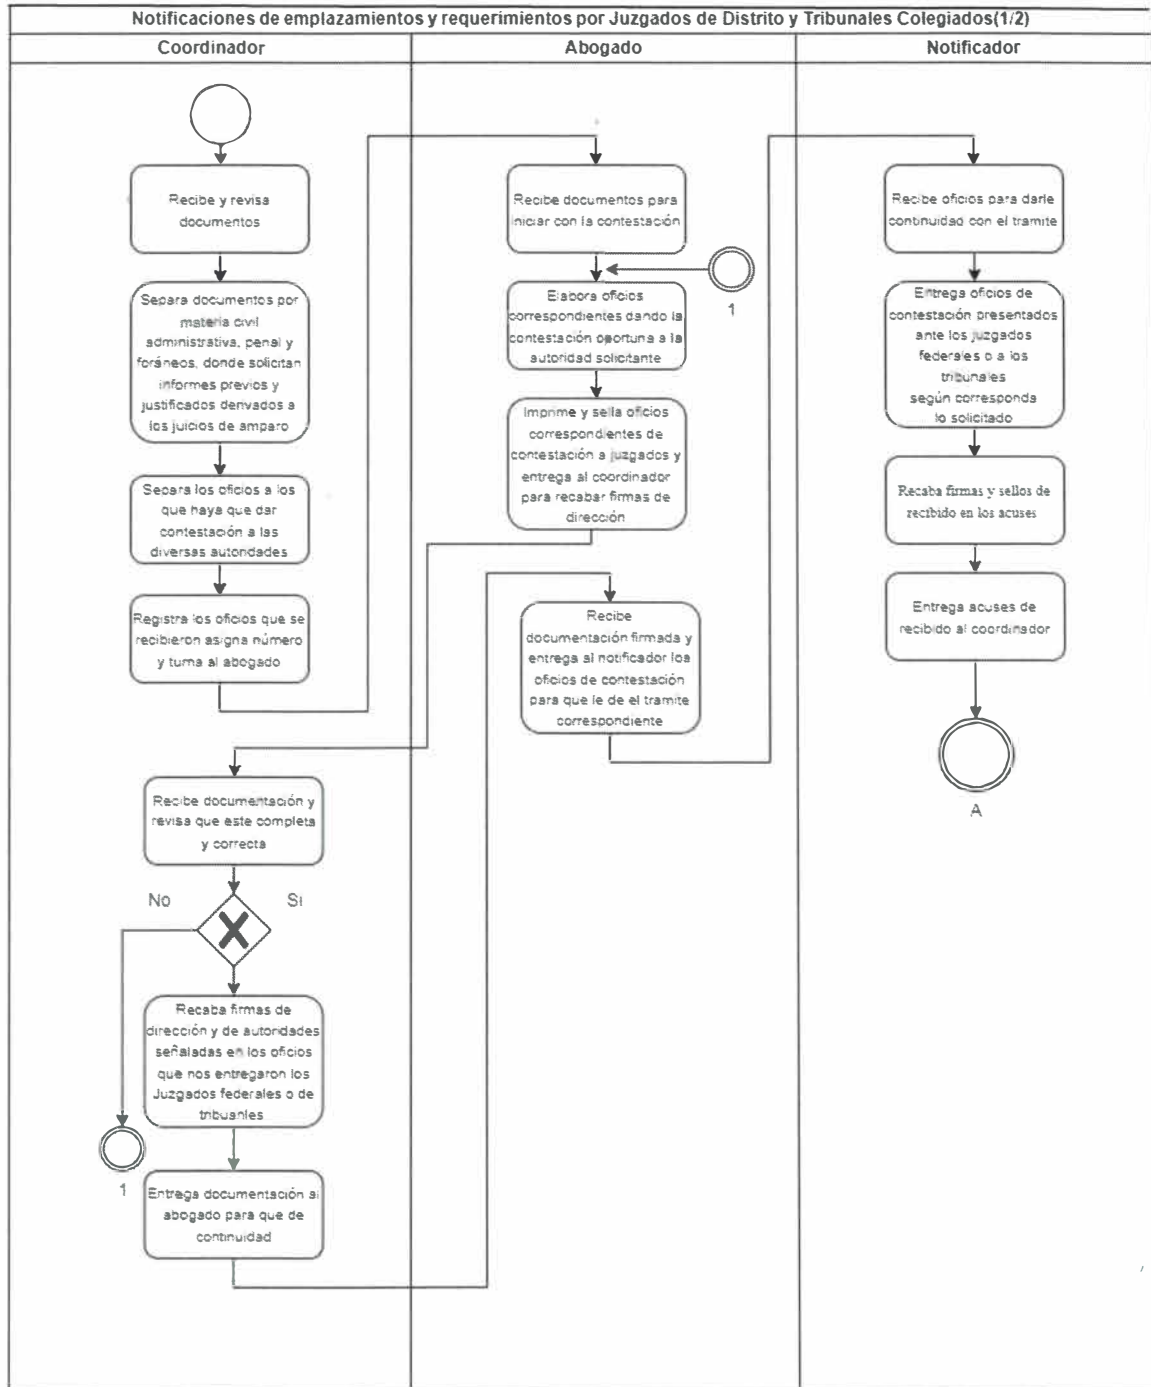 Notificaciones de emplazamientos y requerimientos por Juzgados de Distrito y Tribunales Colegiados(1/2)
Coordinador
Abogado
Notificador
Recibe y revisa
documentos
Separa documentos por
materia civil
administrativa, penal y
foráneos, donde solicitan
informes previos y
justificados derivados a
los juicios de amparo
Separa los oficios a los
que haya que dar
contestación a las
diversas autoridades
Registra los oficios que se
recibieron asigna número
y turna al abogado
Recibe documentación y
revisa que este completa
y correcta
No
Si
Recaba firmas de
dirección y de autoridades
señaladas en los oficios
que nos entregaron los
Juzgados federales o de
tribuanles
1
Entrega documentación al
abogado para que de
continuidad
Recibe documentos para
iniciar con la contestación
1
Elabora oficios
correspondientes dando la
contestación oportuna a la
autoridad solicitante
Imprime y sella oficios
correspondientes de
contestación a juzgados y
entrega al coordinador
para recabar firmas de
dirección
Recibe
documentación firmada y
entrega al notificador los
oficios de contestación
para que le de el tramite
correspondiente
Recibe oficios para darle
continuidad con el tramite
Entrega oficios de
contestación presentados
ante los juzgados
federales o a los
tribunales
según corresponda
lo solicitado
Recaba firmas y sellos de
recibido en los acuses
Entrega acuses de
recibido al coordinador
A